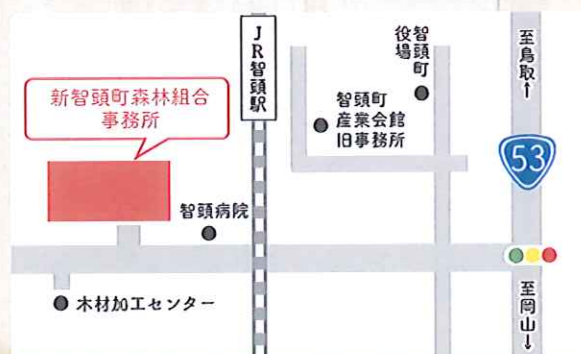 新智頭町森林組合
事務所
JR智頭駅
智頭町
役場
智頭町
産業会館
旧事務所
至鳥取↑
53
智頭病院
木材加工センター
至岡山↓